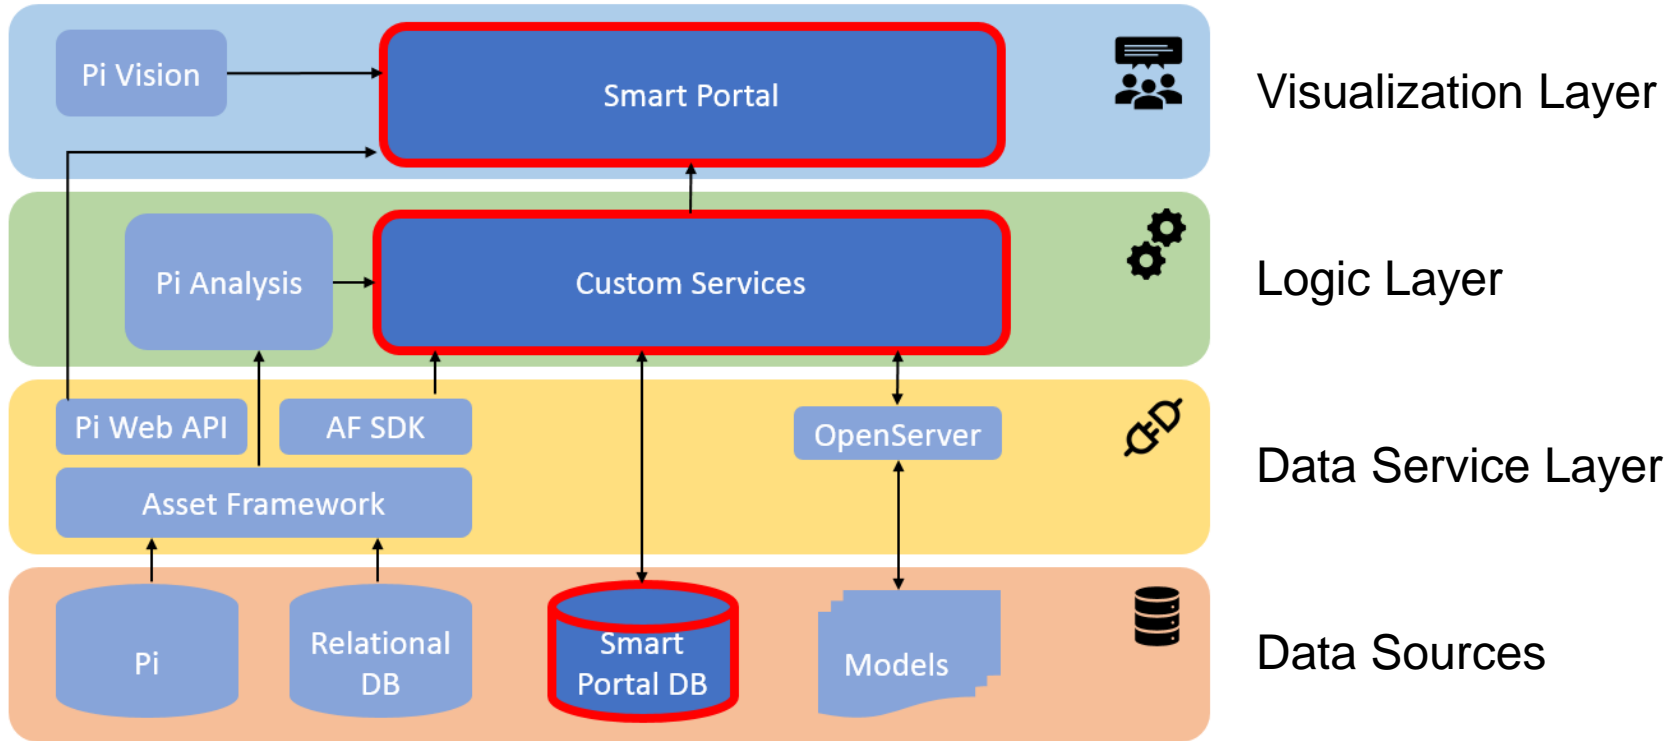 Pi Vision
Smart Portal
Visualization Layer
Pi Analysis
Custom Services
Logic Layer
Pi Web API
AF SDK
OpenServer
Asset Framework
Data Service Layer
Pi
Relational
DB
Smart
Portal DB
Models
Data Sources